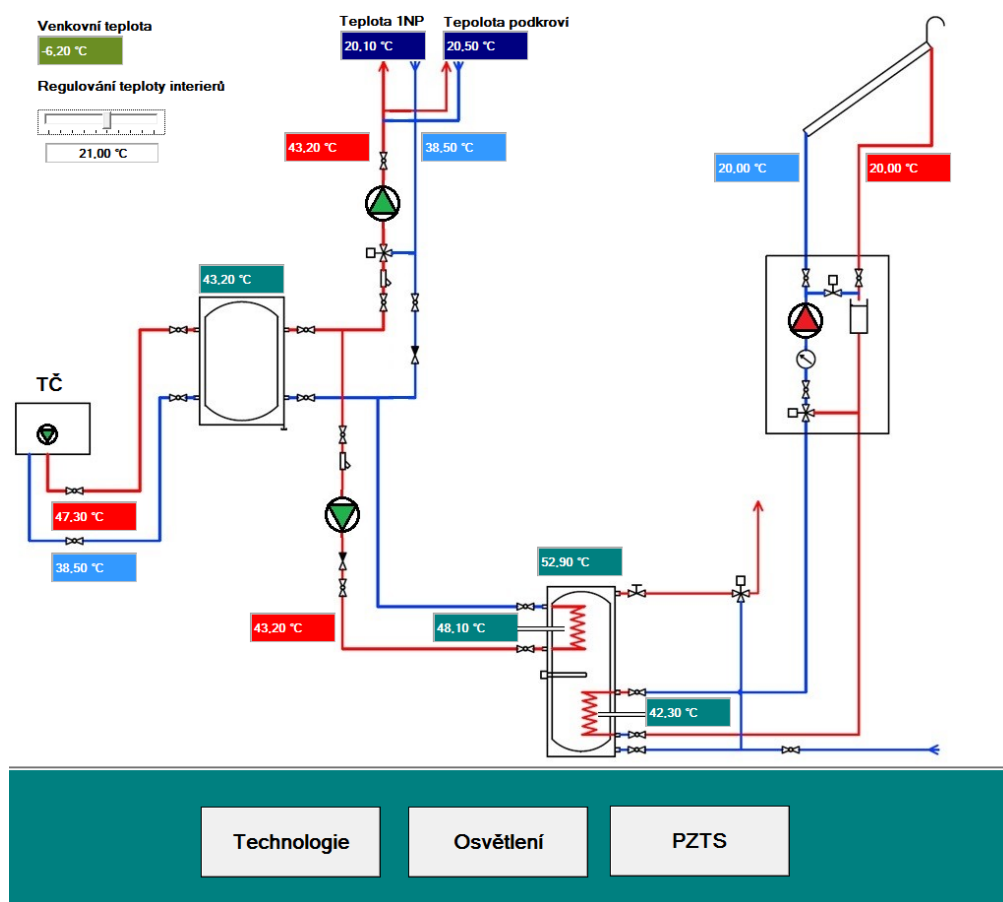 Venkovní teplota
-6,20 °C
Teplota 1NP
20,10 °C
Tepolota podkroví
20,50 °C
Regulování teploty interierů
21,00 °C
43,20 °C
38,50 °C
20,00 °C
20,00 °C
43,20 °C
TČ
47,30 °C
38,50 °C
52,90 °C
43,20 °C
48,10 °C
42,30 °C
Technologie
Osvětlení
PZTS